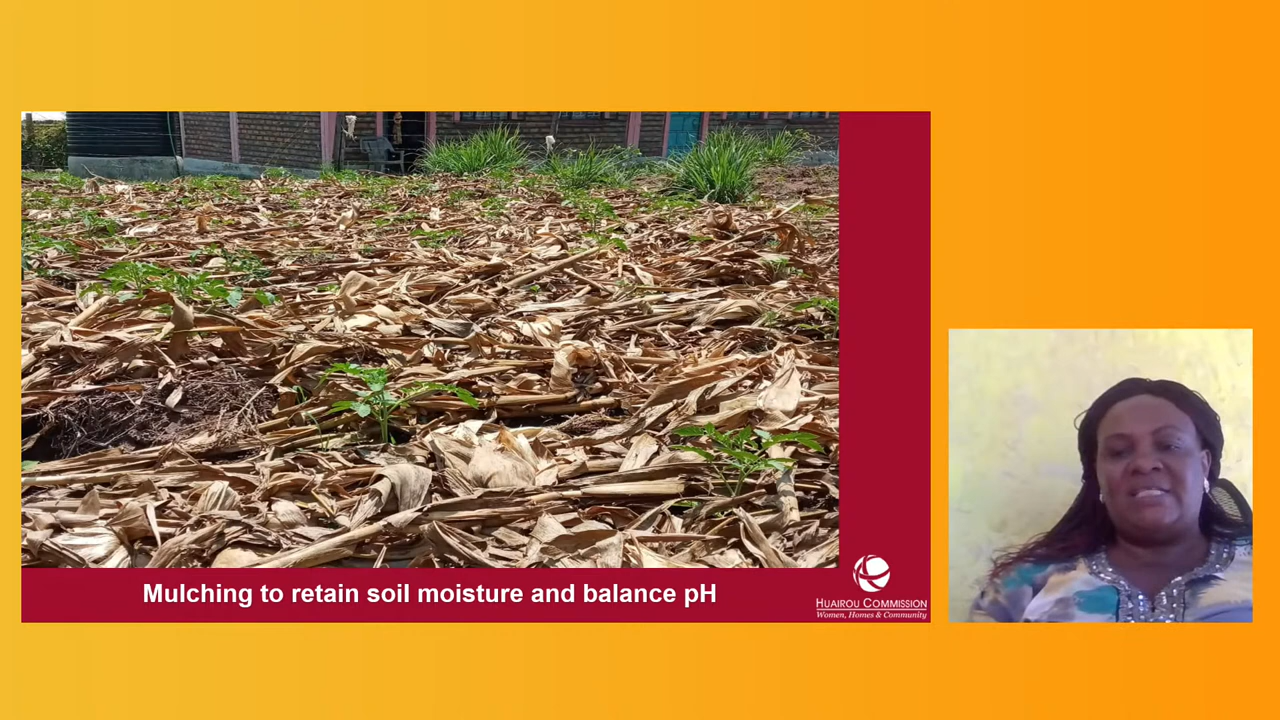 Mulching to retain soil moisture and balance pH
HUAIROU COMMISSION
Women, Homes & Community